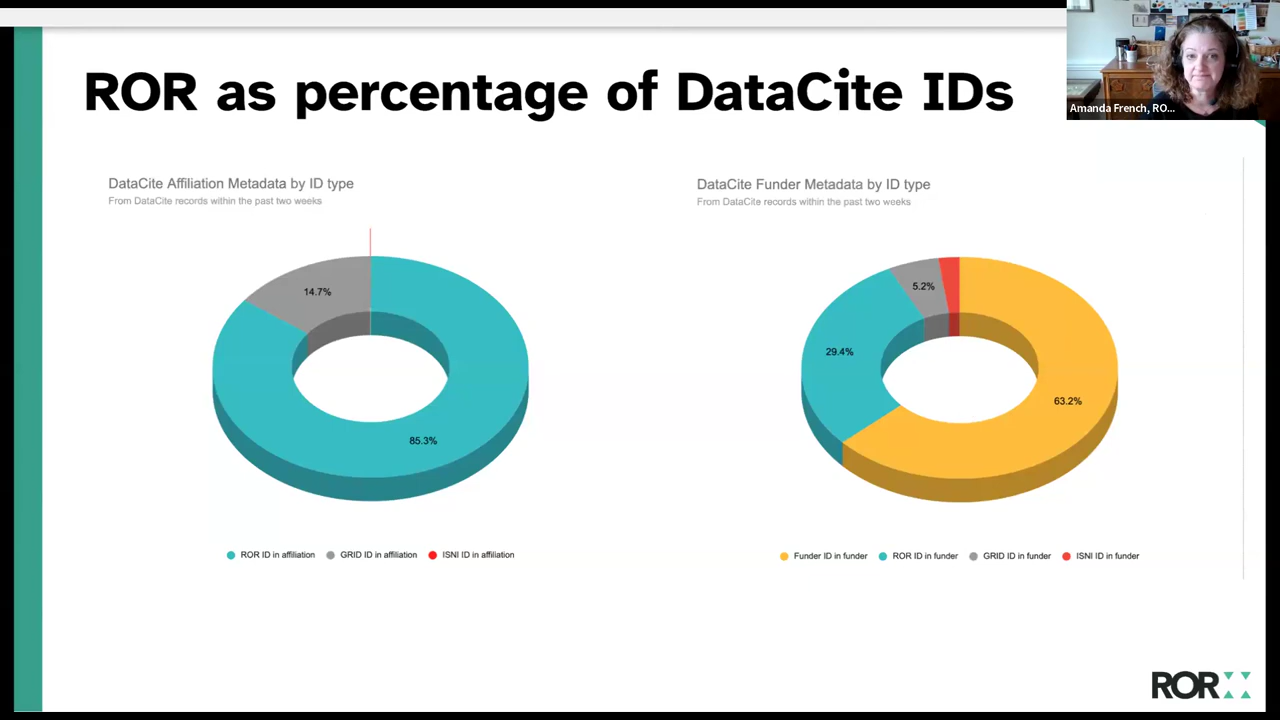 ROR as percentage of DataCite IDs
Amanda French, RO...
DataCite Affiliation Metadata by ID type
From DataCite records within the past two weeks
14.7%
85.3%
ROR ID in affiliation GRID ID in affiliation ISNI ID in affiliation
DataCite Funder Metadata by ID type
From DataCite records within the past two weeks
5.2%
29.4%
63.2%
Funder ID in funder ROR ID in funder GRID ID in funder ISNI ID in funder
ROR